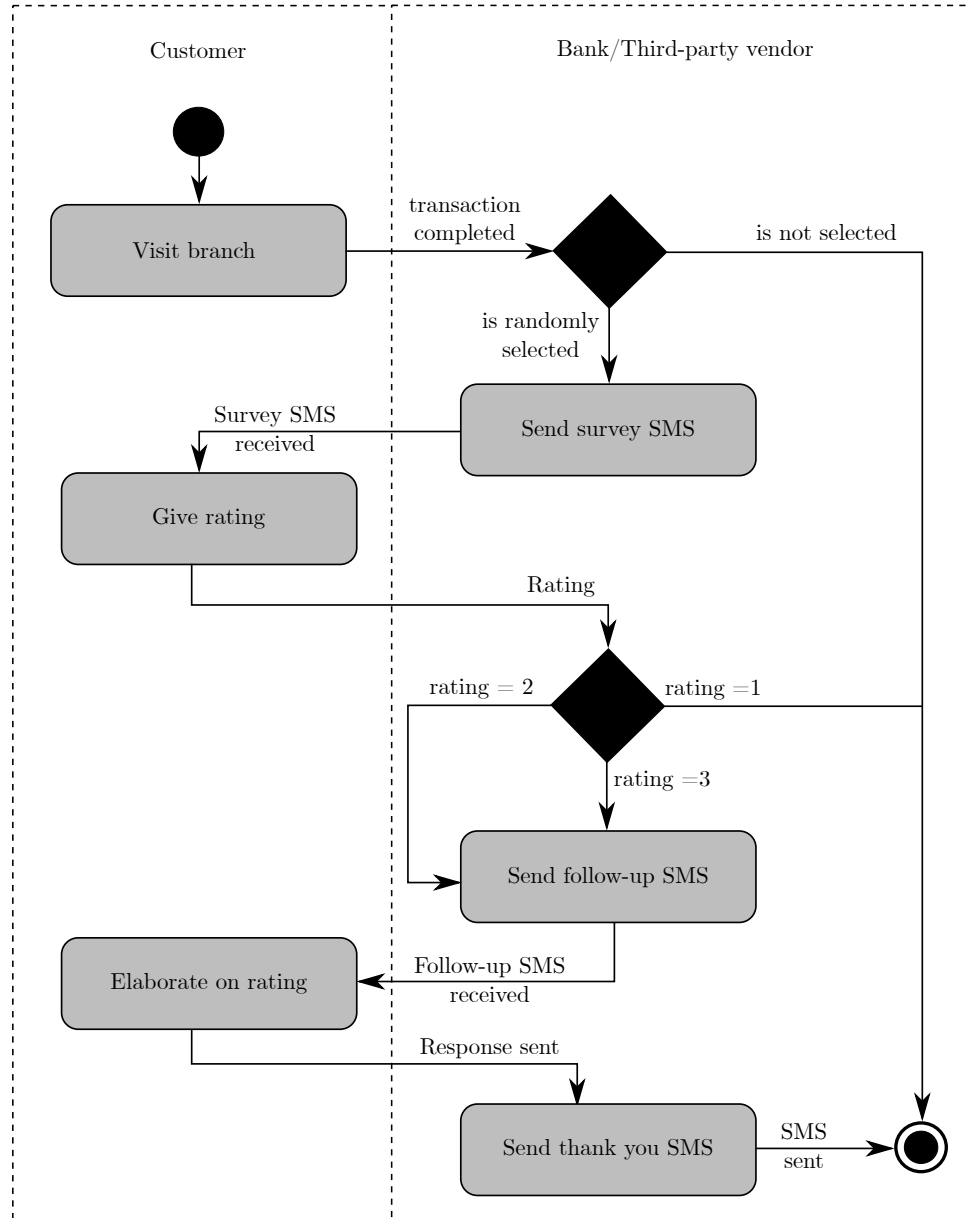 Customer
Bank/Third-party vendor
Visit branch
transaction
completed
is not selected
is randomly
selected
Send survey SMS
Survey SMS
received
Give rating
Rating
rating = 2
rating =1
rating =3
Send follow-up SMS
Follow-up SMS
received
Elaborate on rating
Response sent
Send thank you SMS
SMS
sent